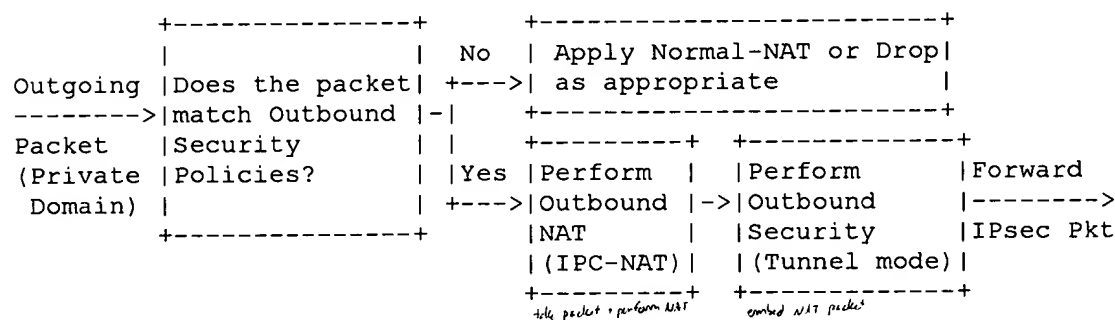 No
Apply Normal-NAT or Drop
Outgoing
Does the packet
as appropriate
match Outbound
Packet
Security
(Private
Policies?
Yes
Perform
Perform
Forward
Domain)
Outbound
Outbound
NAT
Security
IPsec Pkt
(IPC-NAT)
(Tunnel mode)
take packet + perform NAT
embed NAT packet